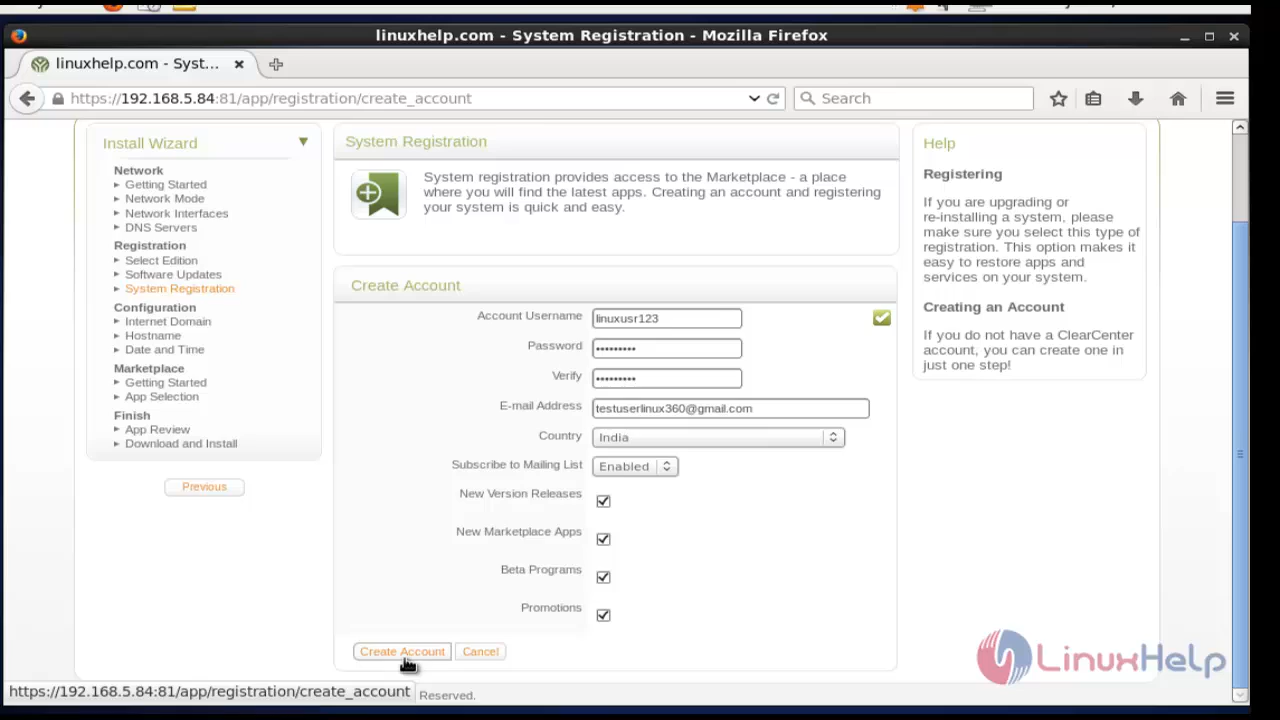 linuxhelp.com - System Registration - Mozilla Firefox
linuxhelp.com - Syst...
https://192.168.5.84:81/app/registration/create_account
Search
Install Wizard
Network
Getting Started
Network Mode
Network Interfaces
DNS Servers
Registration
Select Edition
Software Updates
System Registration
Configuration
Internet Domain
Hostname
Date and Time
Marketplace
Getting Started
App Selection
Finish
App Review
Download and Install
Previous
System Registration
System registration provides access to the Marketplace - a place
where you will find the latest apps. Creating an account and registering
your system is quick and easy.
Create Account
Account Username linuxusr123
Password •••••••••
Verify •••••••••
E-mail Address testuserlinux360@gmail.com
Country India
Subscribe to Mailing List Enabled
New Version Releases
New Marketplace Apps
Beta Programs
Promotions
Create Account Cancel
Help
Registering
If you are upgrading or
re-installing a system, please
make sure you select this type of
registration. This option makes it
easy to restore apps and
services on your system.
Creating an Account
If you do not have a ClearCenter
account, you can create one in
just one step!
LinuxHelp
https://192.168.5.84:81/app/registration/create_account
Reserved.